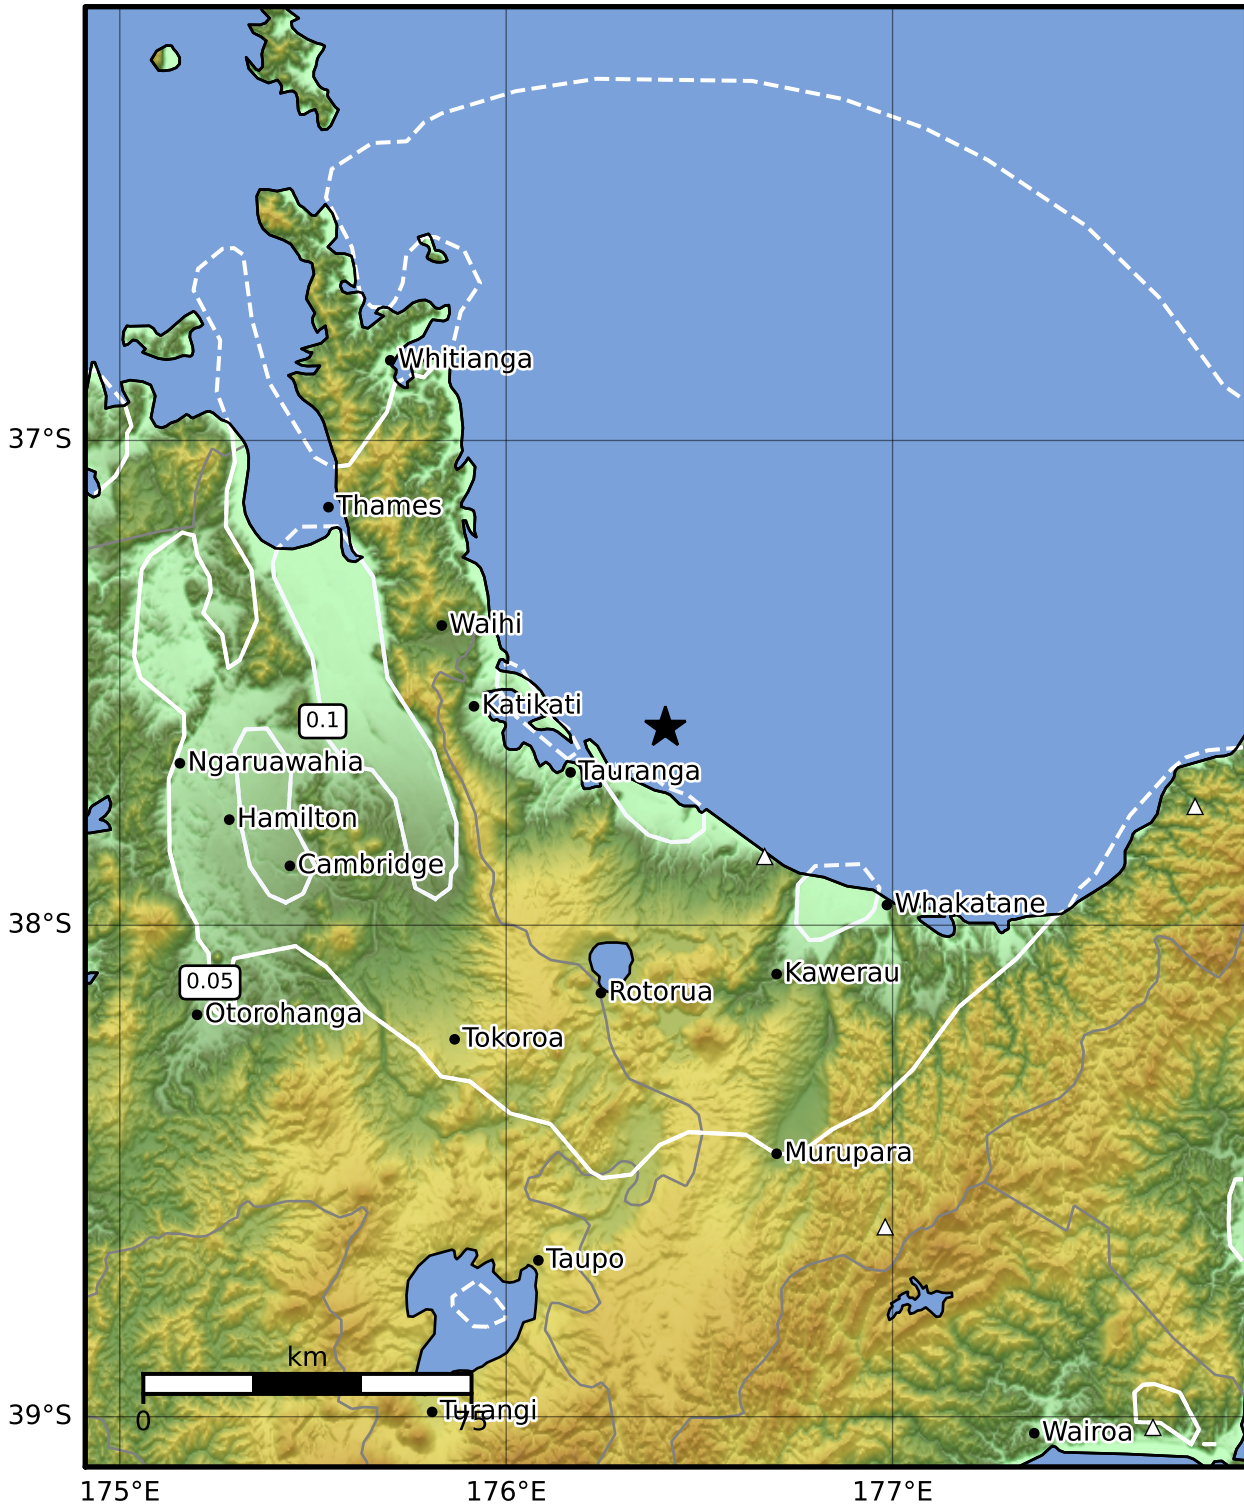 Whitianga
37°S
Thames
Waihi
Katikati
0.1
Ngaruawahia
Tauranga
Hamilton
Cambridge
Whakatane
38°S
0.05
Kawerau
Rotorua
Otorohanga
Tokoroa
Murupara
Taupo
km
0
75
Turangi
39°S
Wairoa
175°E
176°E
177°E